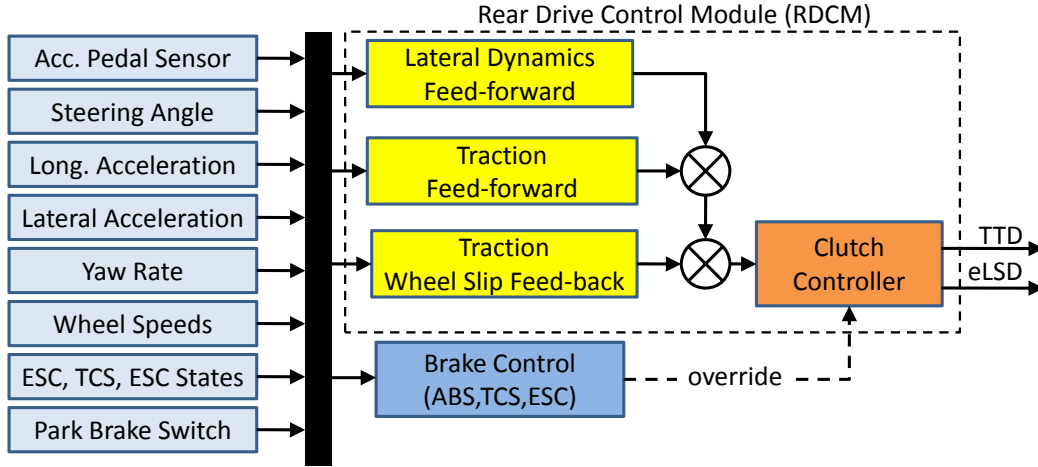 Rear Drive Control Module (RDCM)
Acc. Pedal Sensor
Steering Angle
Long. Acceleration
Lateral Acceleration
Yaw Rate
Wheel Speeds
ESC, TCS, ESC States
Park Brake Switch
Lateral Dynamics
Feed-forward
Traction
Feed-forward
Traction
Wheel Slip Feed-back
Clutch
Controller
TTD
eLSD
Brake Control
(ABS,TCS,ESC)
override